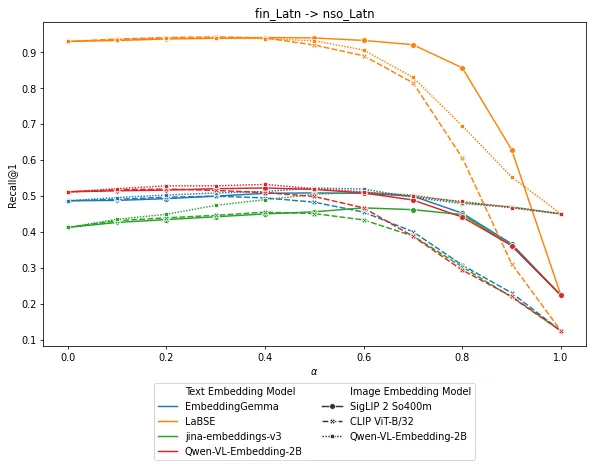 fin_Latn -> nso_Latn
Recall@1
0.9
0.8
0.7
0.6
0.5
0.4
0.3
0.2
0.1
0.0 0.2 0.4 0.6 0.8 1.0
α
Text Embedding Model
EmbeddingGemma
LaBSE
jina-embeddings-v3
Qwen-VL-Embedding-2B
Image Embedding Model
SigLIP 2 So400m
CLIP ViT-B/32
Qwen-VL-Embedding-2B